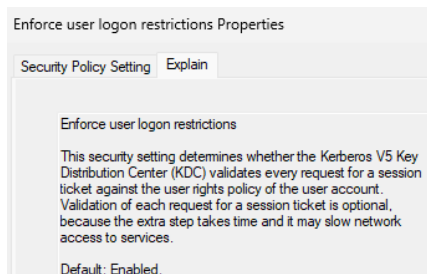 Enforce user logon restrictions Properties
Security Policy Setting Explain
Enforce user logon restrictions
This security setting determines whether the Kerberos V5 Key
Distribution Center (KDC) validates every request for a session
ticket against the user rights policy of the user account.
Validation of each request for a session ticket is optional,
because the extra step takes time and it may slow network
access to services.
Default: Enabled.